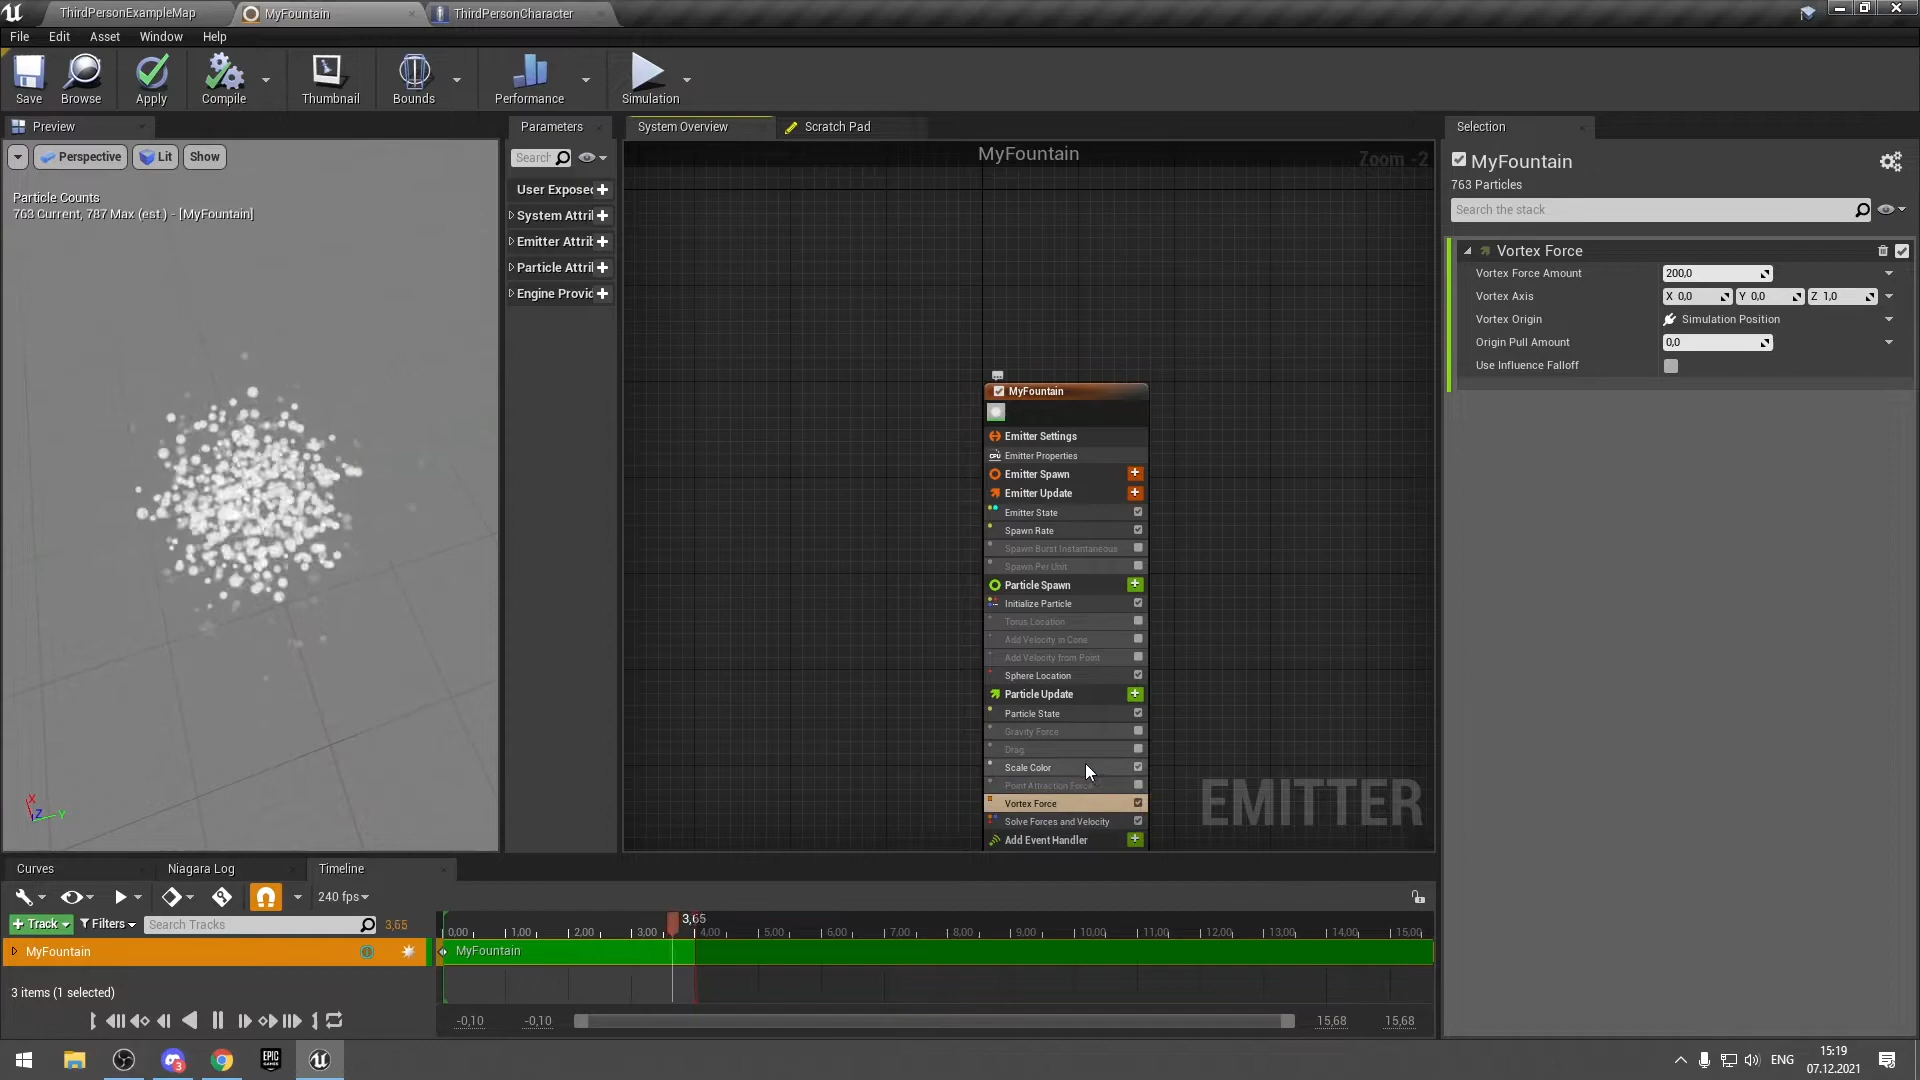 ThirdPersonExampleMap
MyFountain
ThirdPersonCharacter
File Edit Asset Window Help
Save
Browse
Apply
Compile
Thumbnail
Bounds
Performance
Simulation
Preview
Perspective
Lit
Show
Particle Counts
763 Current, 787 Max (est.) - [MyFountain]
X
Z
Y
Parameters
Search
User Expose
System Attri
Emitter Attrib
Particle Attri
Engine Provid
System Overview
Scratch Pad
MyFountain
Zoom -2
MyFountain
Emitter Settings
CPU Emitter Properties
Emitter Spawn
Emitter Update
Emitter State
Spawn Rate
Spawn Burst Instantaneous
Spawn Per Unit
Particle Spawn
Initialize Particle
Torus Location
Add Velocity in Cone
Add Velocity from Point
Sphere Location
Particle Update
Particle State
Gravity Force
Drag
Scale Color
Point Attraction Force
Vortex Force
Solve Forces and Velocity
Add Event Handler
EMITTER
Selection
MyFountain
763 Particles
Search the stack
Vortex Force
Vortex Force Amount 200,0
Vortex Axis X 0,0 Y 0,0 Z 1,0
Vortex Origin Simulation Position
Origin Pull Amount 0,0
Use Influence Falloff
Curves
Niagara Log
Timeline
240 fps
+ Track Filters Search Tracks 3,65
3,65
0,00 1,00 2,00 3,00 4,00 5,00 6,00 7,00 8,00 9,00 10,00 11,00 12,00 13,00 14,00 15,00
MyFountain
MyFountain
3 items (1 selected)
-0,10 -0,10 15,68 15,68
EPIC GAMES
3
ENG
15:19
07.12.2021